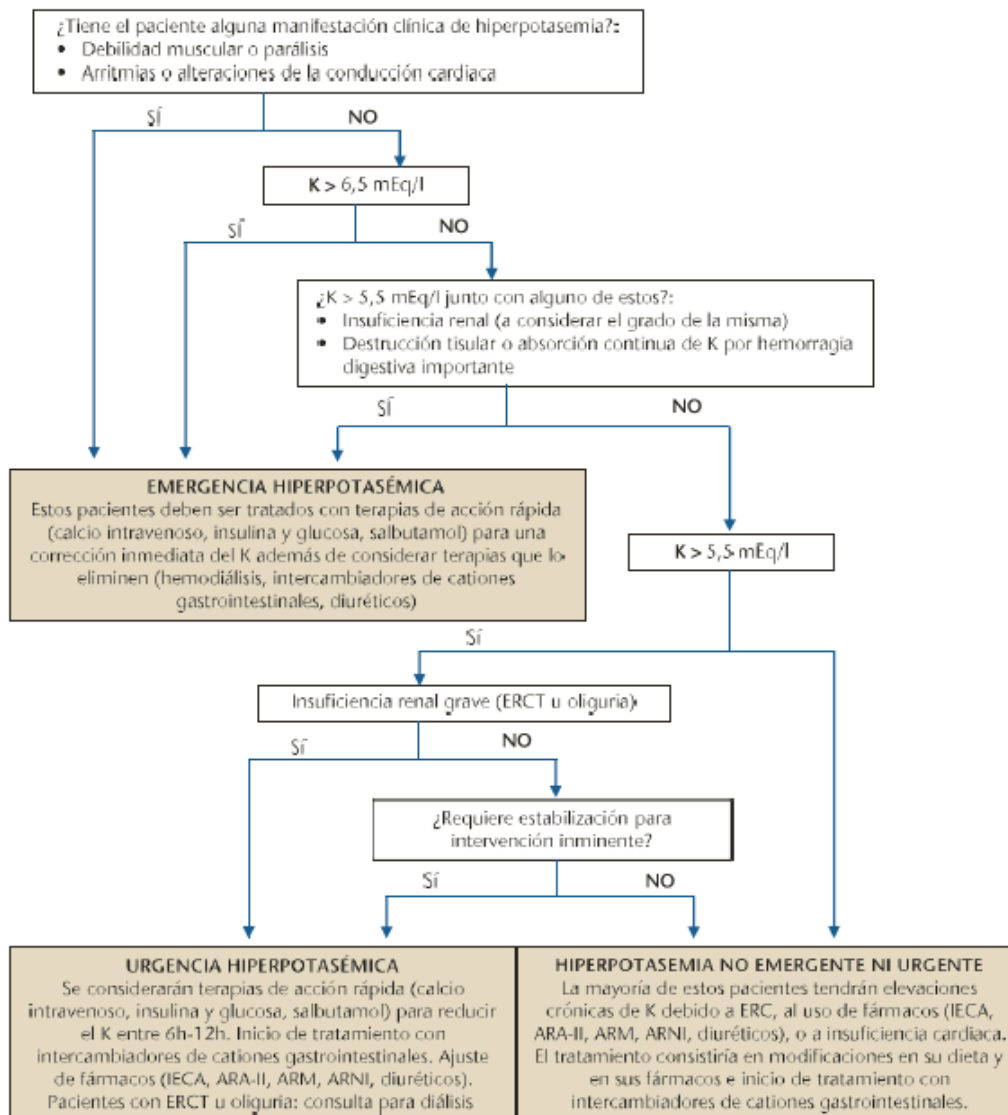 ¿Tiene el paciente alguna manifestación clínica de hiperpotasemia?:
• Debilidad muscular o parálisis
• Arritmias o alteraciones de la conducción cardiaca
SÍ
NO
K > 6,5 mEq/l
SÍ
NO
¿K > 5,5 mEq/l junto con alguno de estos?:
• Insuficiencia renal (a considerar el grado de la misma)
• Destrucción tisular o absorción continua de K por hemorragia
digestiva importante
SÍ
NO
EMERGENCIA HIPERPOTASÉMICA
Estos pacientes deben ser tratados con terapias de acción rápida
(calcio intravenoso, insulina y glucosa, salbutamol) para una
corrección inmediata del K además de considerar terapias que lo
eliminen (hemodiálisis, intercambiadores de cationes
gastrointestinales, diuréticos)
K > 5,5 mEq/l
Sí
Insuficiencia renal grave (ERCT u oliguria)
Sí
NO
¿Requiere estabilización para
intervención inminente?
Sí
NO
URGENCIA HIPERPOTASÉMICA
Se considerarán terapias de acción rápida (calcio
intravenoso, insulina y glucosa, salbutamol) para reducir
el K entre 6h-12h. Inicio de tratamiento con
intercambiadores de cationes gastrointestinales. Ajuste
de fármacos (IECA, ARA-II, ARM, ARNI, diuréticos).
Pacientes con ERCT u oliguria: consulta para diálisis
HIPERPOTASEMIA NO EMERGENTE NI URGENTE
La mayoría de estos pacientes tendrán elevaciones
crónicas de K debido a ERC, al uso de fármacos (IECA,
ARA-II, ARM, ARNI, diuréticos), o a insuficiencia cardiaca.
El tratamiento consistiría en modificaciones en su dieta y
en sus fármacos e inicio de tratamiento con
intercambiadores de cationes gastrointestinales.